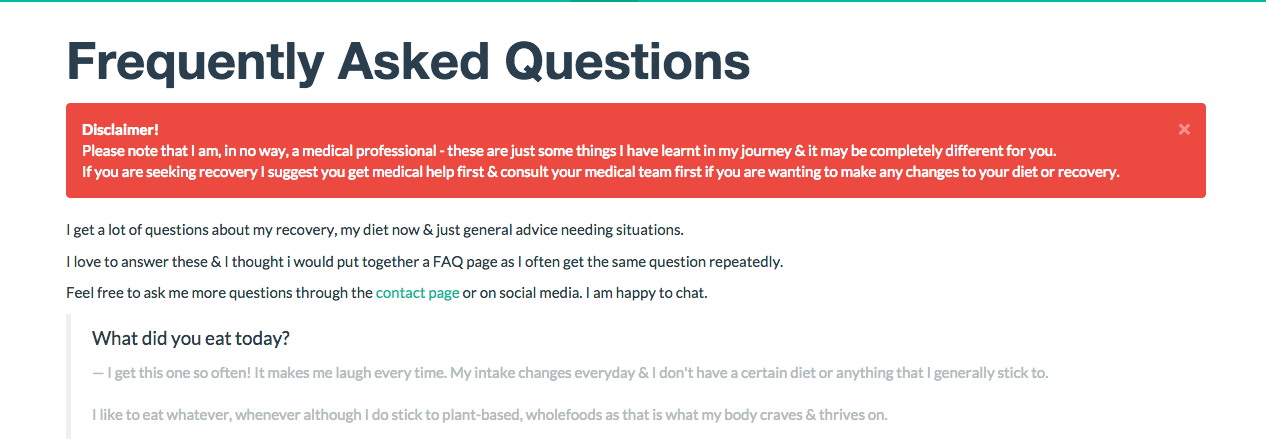 Frequently Asked Questions
Disclaimer!
×
Please note that I am, in no way, a medical professional - these are just some things I have learnt in my journey & it may be completely different for you.
If you are seeking recovery I suggest you get medical help first & consult your medical team first if you are wanting to make any changes to your diet or recovery.
I get a lot of questions about my recovery, my diet now & just general advice needing situations.
I love to answer these & I thought i would put together a FAQ page as I often get the same question repeatedly.
Feel free to ask me more questions through the contact page or on social media. I am happy to chat.
What did you eat today?
— I get this one so often! It makes me laugh every time. My intake changes everyday & I don't have a certain diet or anything that I generally stick to.
I like to eat whatever, whenever although I do stick to plant-based, wholefoods as that is what my body craves & thrives on.